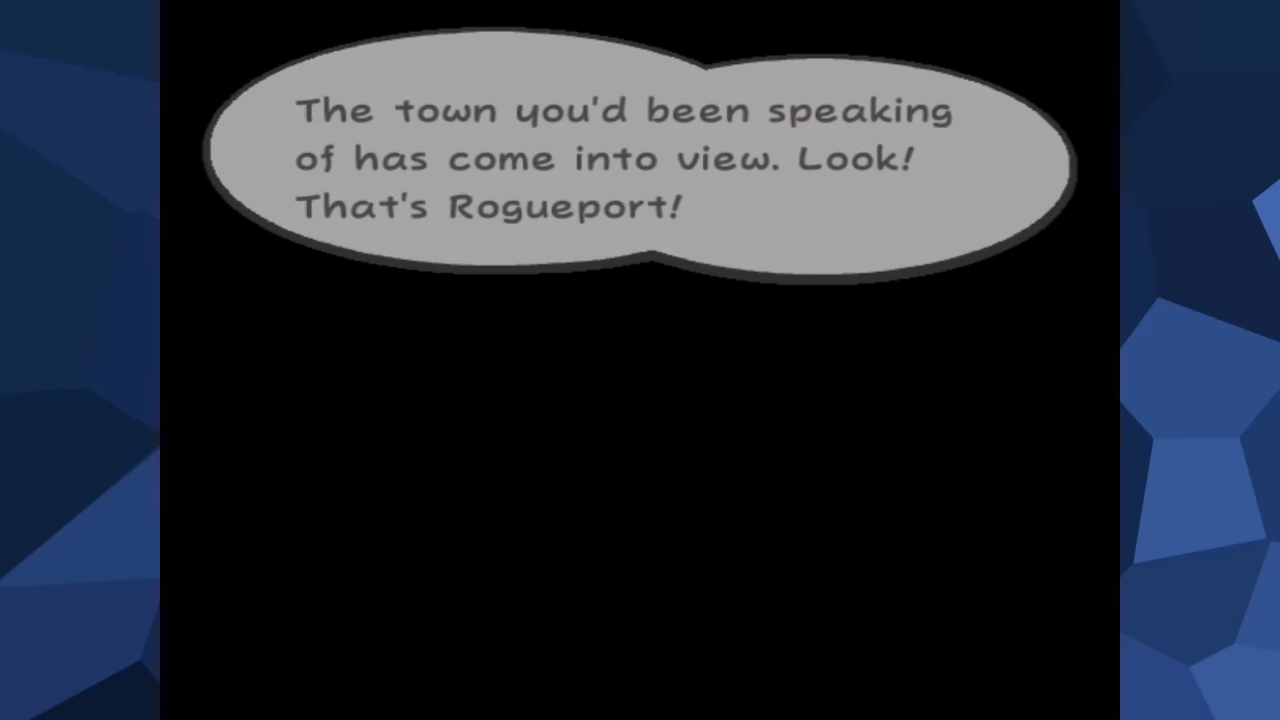 The town you'd been speaking
of has come into view. Look!
That's Rogueport!